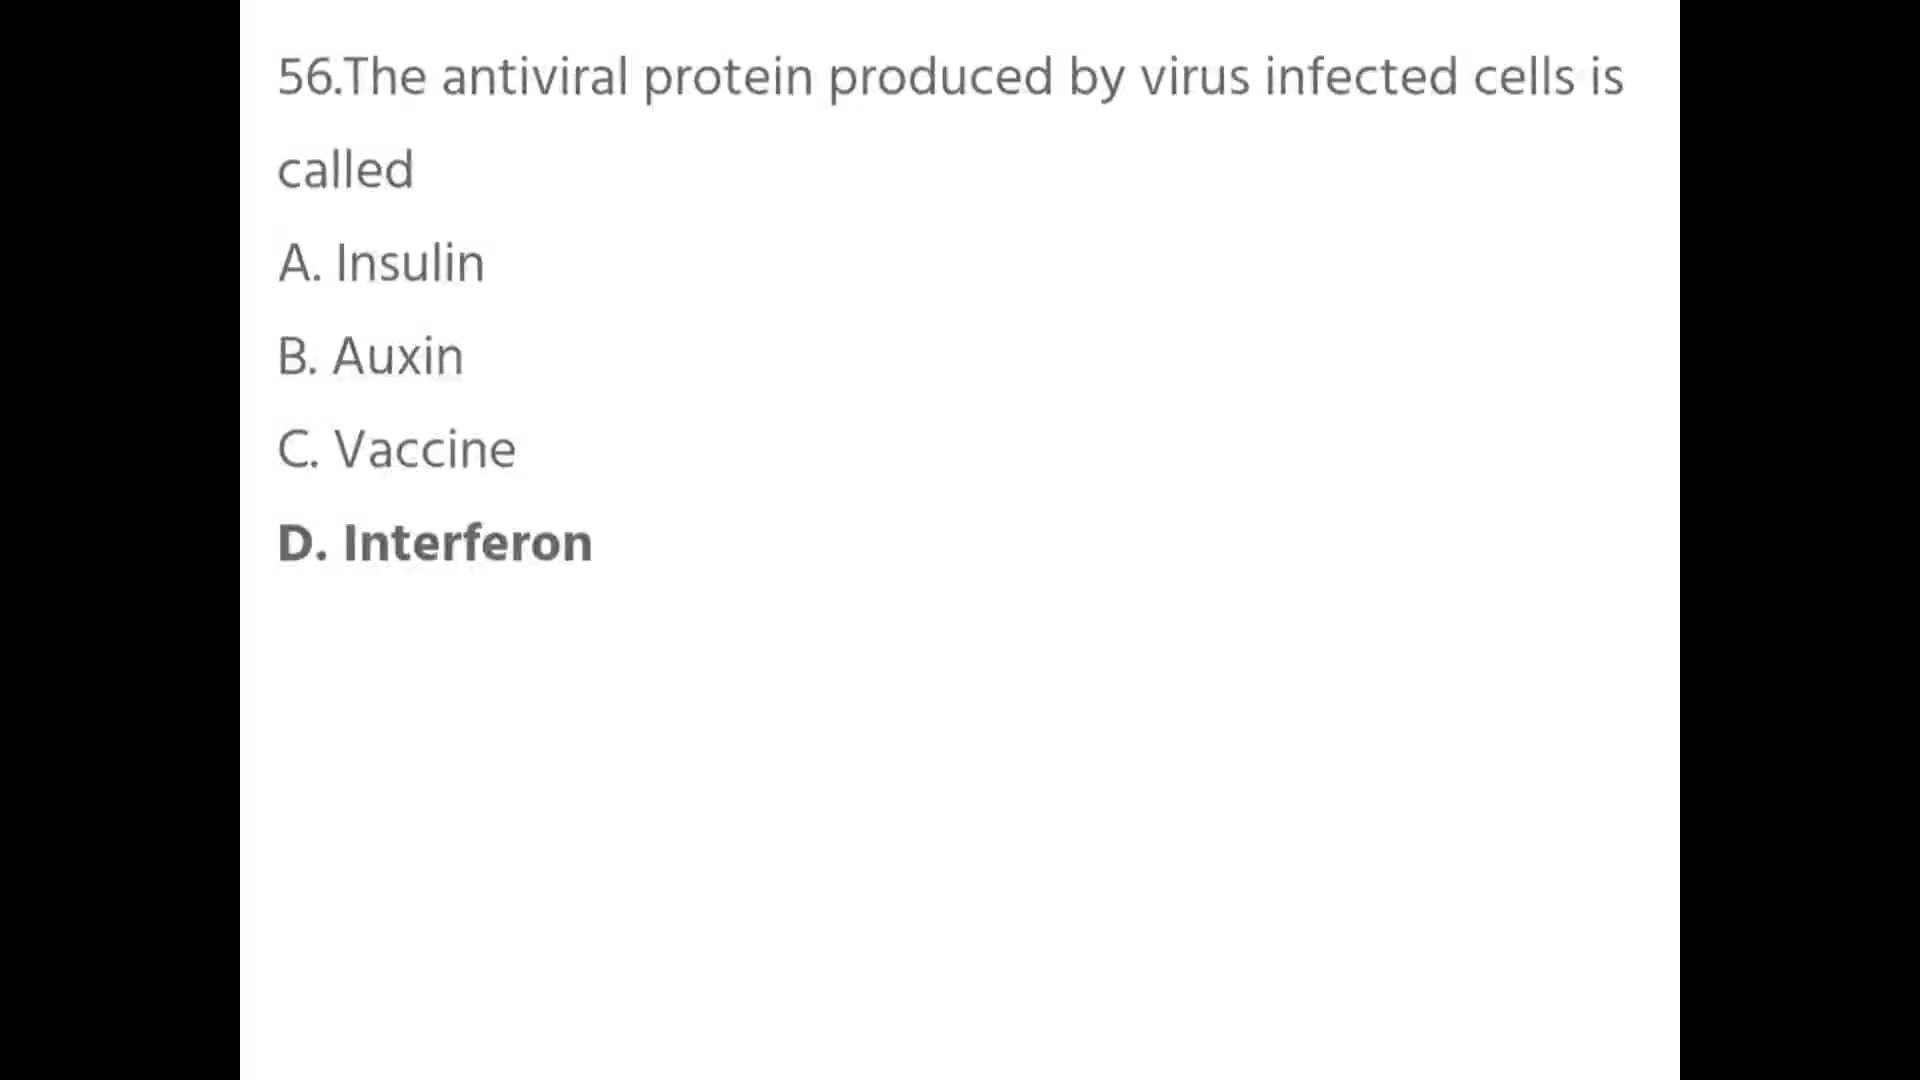 56.The antiviral protein produced by virus infected cells is
called
A. Insulin
B. Auxin
C. Vaccine
D. Interferon